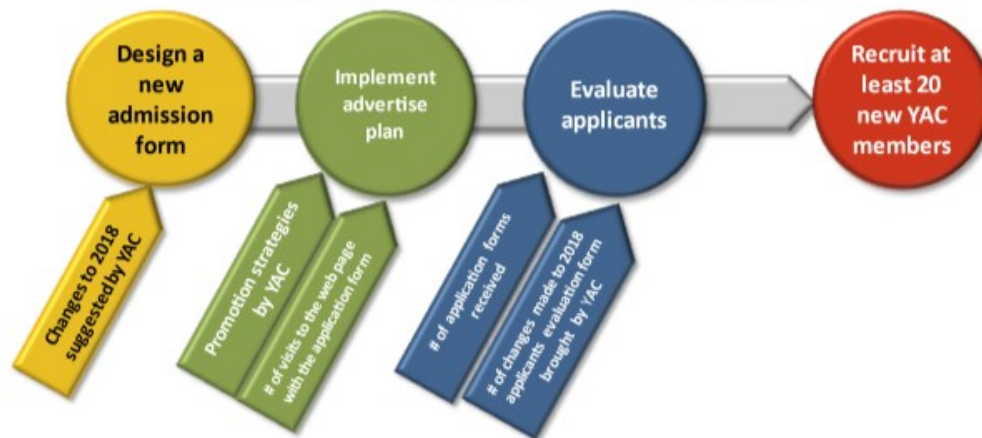 Design a
new
admission
form
Implement
advertise
plan
Evaluate
applicants
Recruit at
least 20
new YAC
members
Changes to 2018
suggested by YAC
Promotion strategies
by YAC
# of visits to the web page
with the application form
# of application forms
received
# of changes made to 2018
applicants evaluation form
brought by YAC